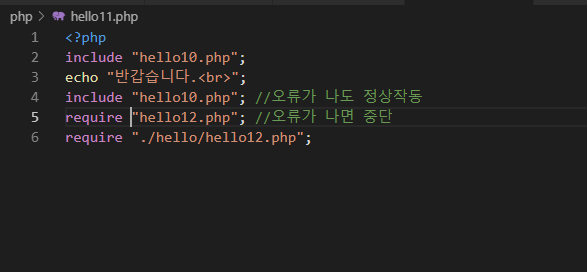 php > hello11.php
1 <?php
2 include "hello10.php";
3 echo "반갑습니다.<br>";
4 include "hello10.php"; //오류가 나도 정상작동
5 require "hello12.php"; //오류가 나면 중단
6 require "./hello/hello12.php";